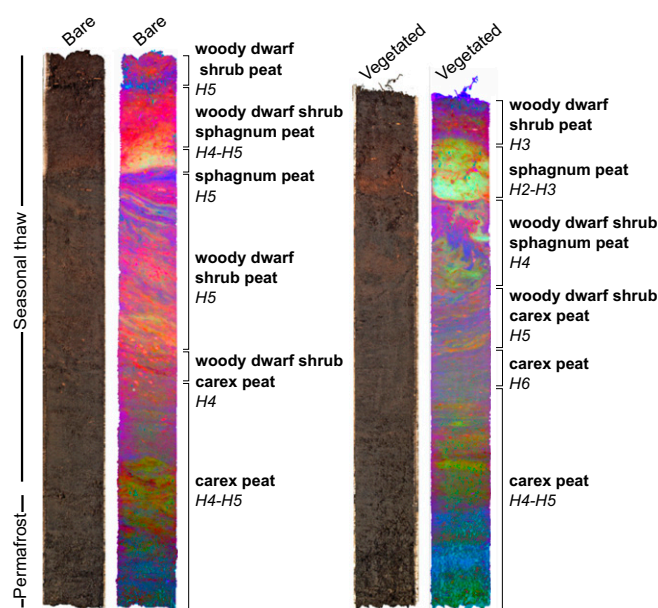 Bare
Bare
Vegetated
Vegetated
Seasonal thaw
Permafrost
woody dwarf
shrub peat
H5
woody dwarf shrub
sphagnum peat
H4-H5
sphagnum peat
H5
woody dwarf
shrub peat
H5
woody dwarf shrub
carex peat
H4
carex peat
H4-H5
woody dwarf
shrub peat
H3
sphagnum peat
H2-H3
woody dwarf shrub
sphagnum peat
H4
woody dwarf shrub
carex peat
H5
carex peat
H6
carex peat
H4-H5